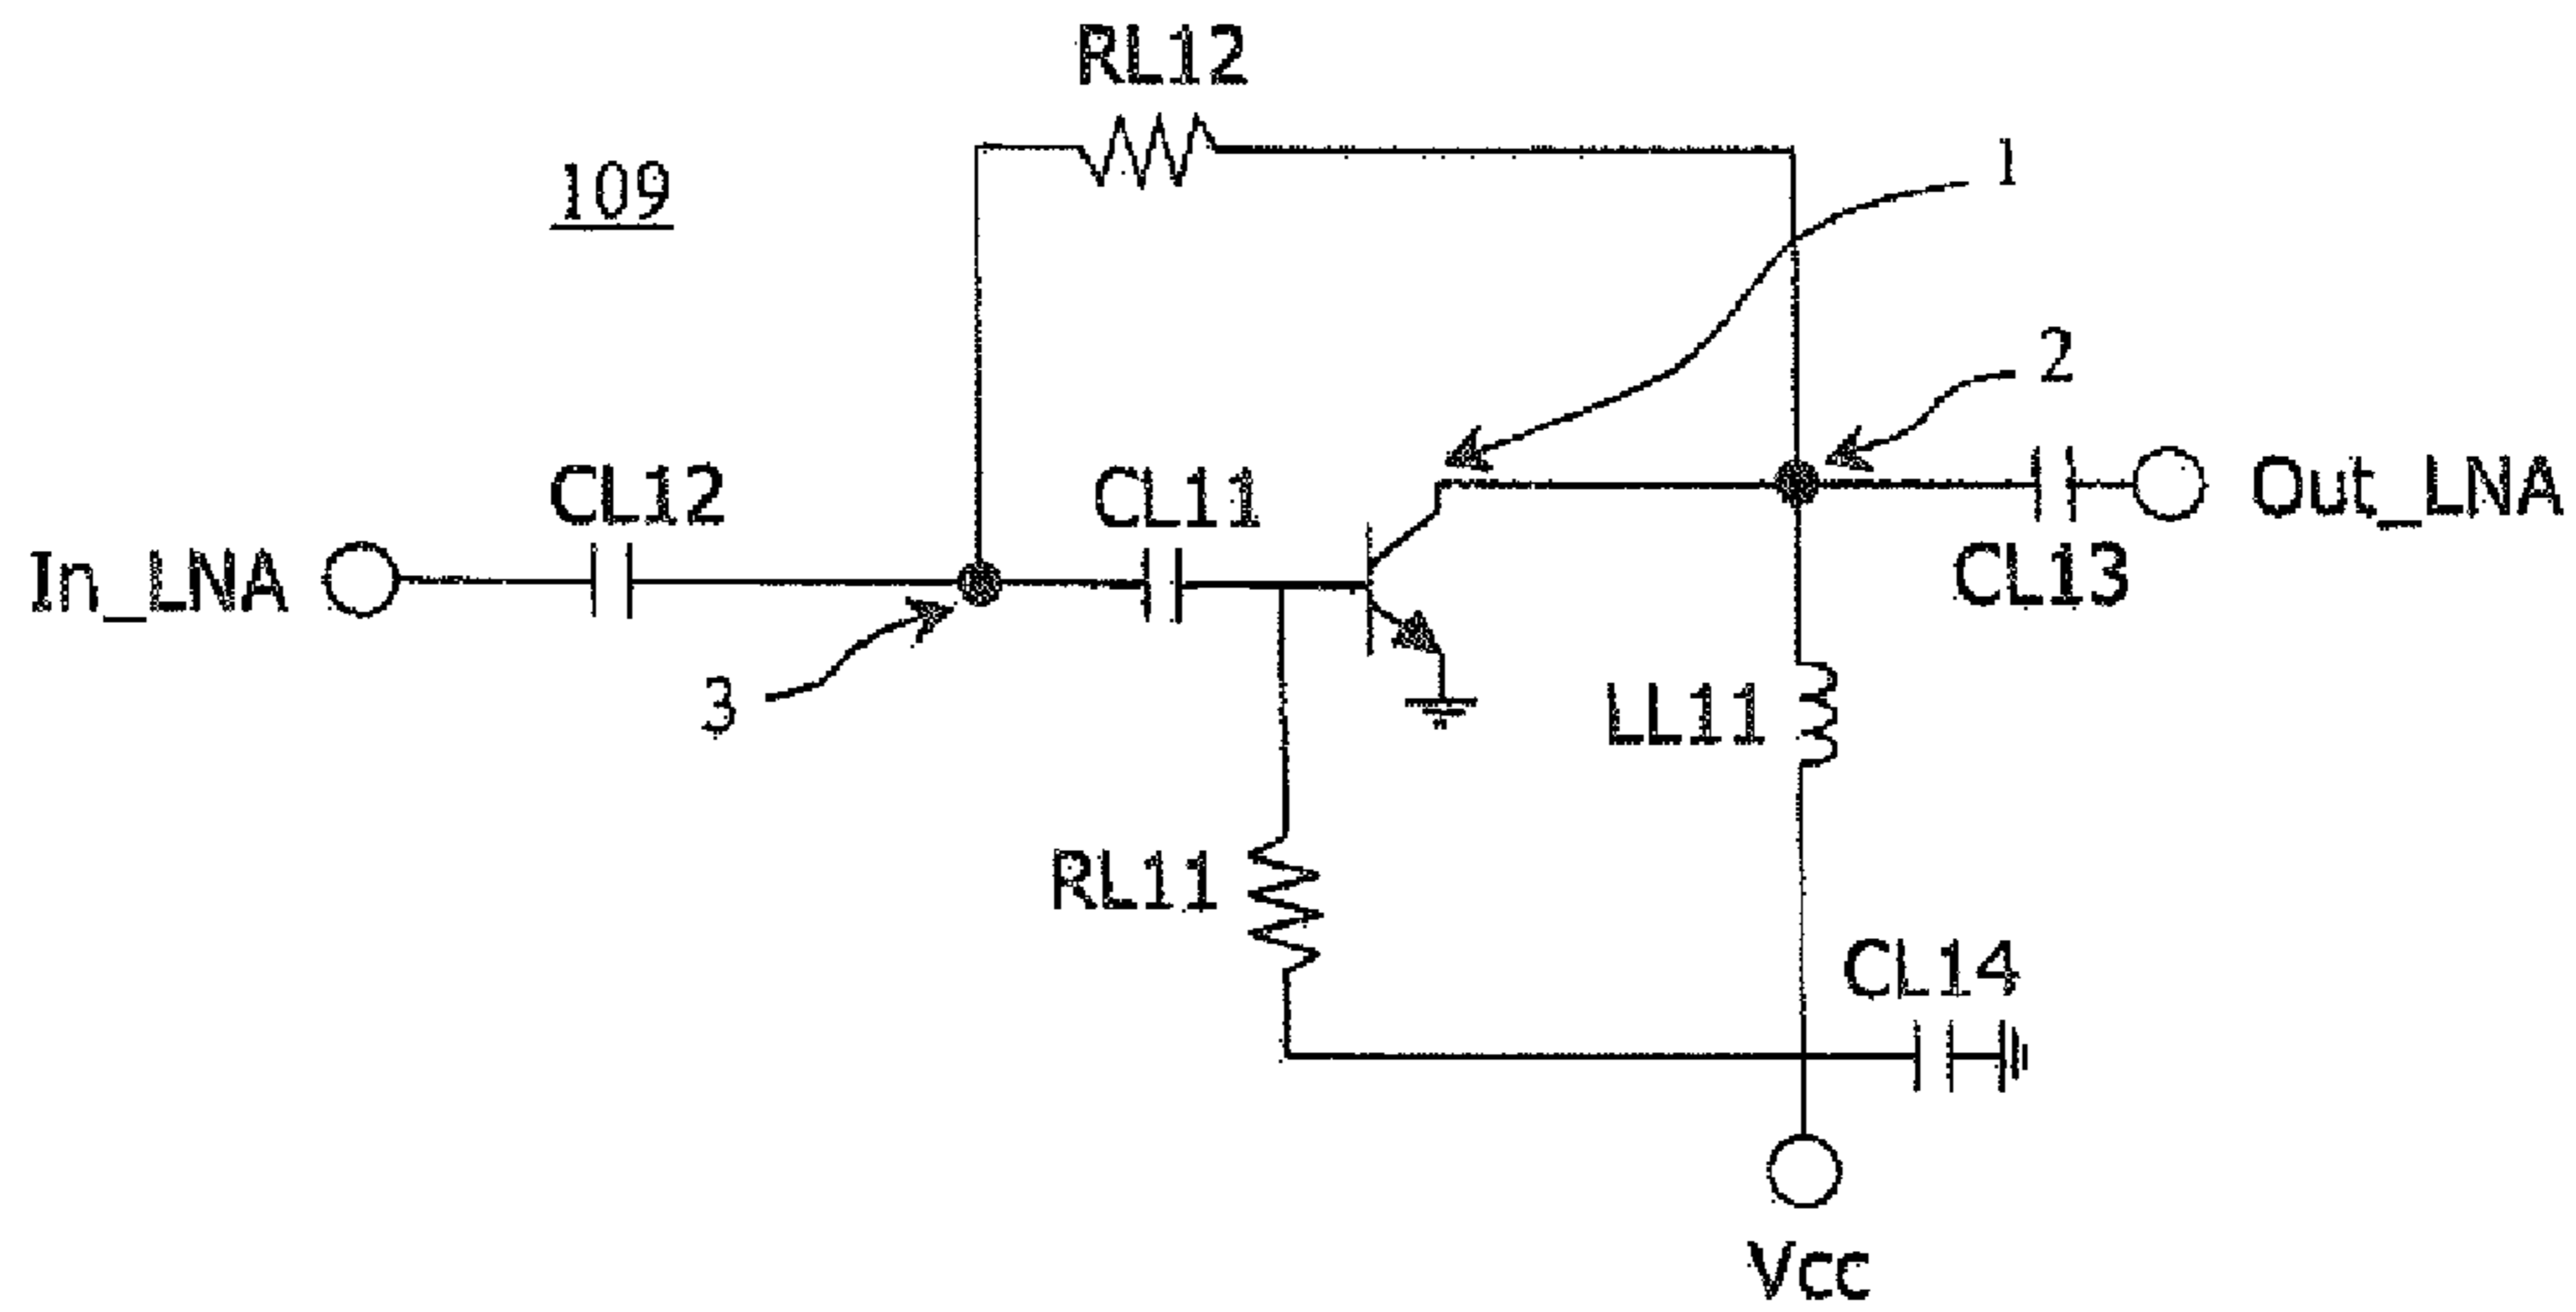 RL12
109
1
2
CL12
CL11
In_LNA
Out_LNA
CL13
3
LL11
RL11
CL14
Vcc